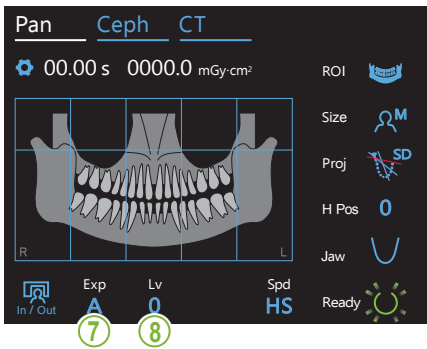 Pan Ceph CT
00.00 s 0000.0 mGy·cm²
ROI
Size M
Proj SD
H Pos 0
R L
Jaw
Exp Lv Spd
In / Out A 0 HS
Ready
⑦ ⑧